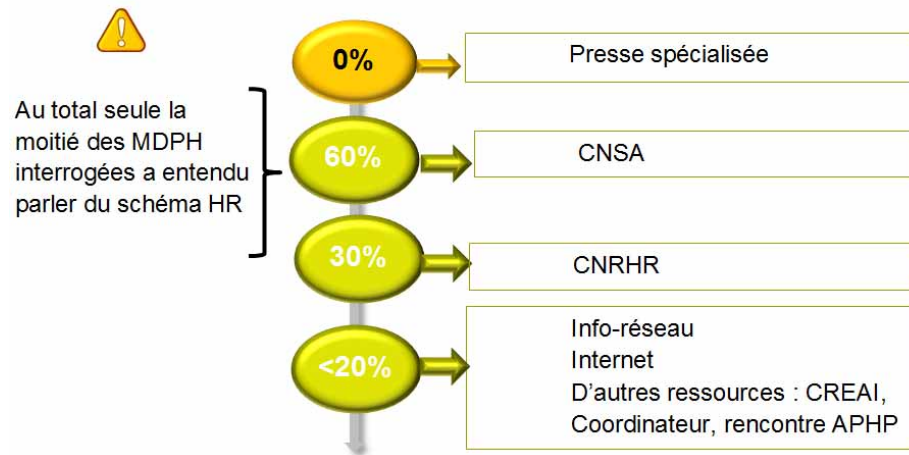 Au total seule la
moitié des MDPH
interrogées a entendu
parler du schéma HR
0%
Presse spécialisée
60%
CNSA
30%
CNRHR
<20%
Info-réseau
Internet
D'autres ressources : CREAI,
Coordinateur, rencontre APHP